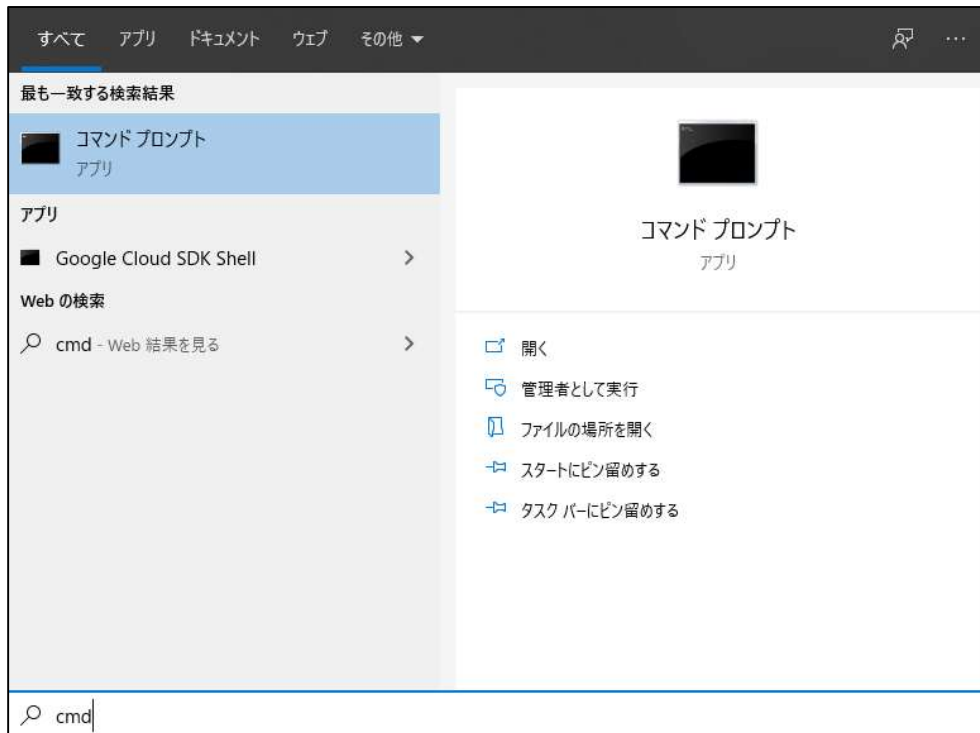 すべて アプリ ドキュメント ウェブ その他
最も一致する検索結果
コマンド プロンプト
アプリ
アプリ
Google Cloud SDK Shell
Web の検索
cmd - Web 結果を見る
コマンド プロンプト
アプリ
開く
管理者として実行
ファイルの場所を開く
スタートにピン留めする
タスク バーにピン留めする
cmd